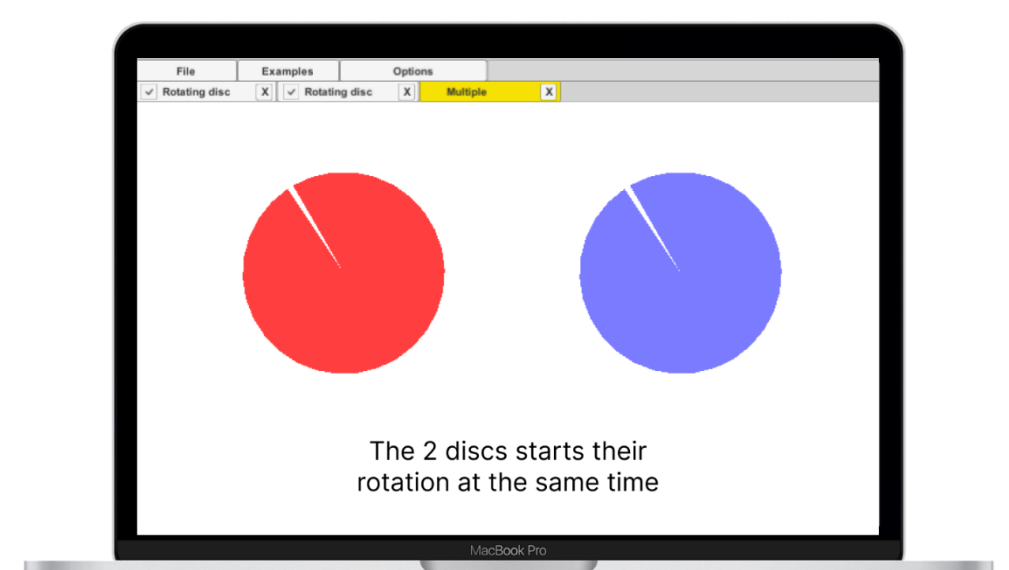 File Examples Options
Rotating disc X Rotating disc X Multiple X
The 2 discs starts their
rotation at the same time
MacBook Pro